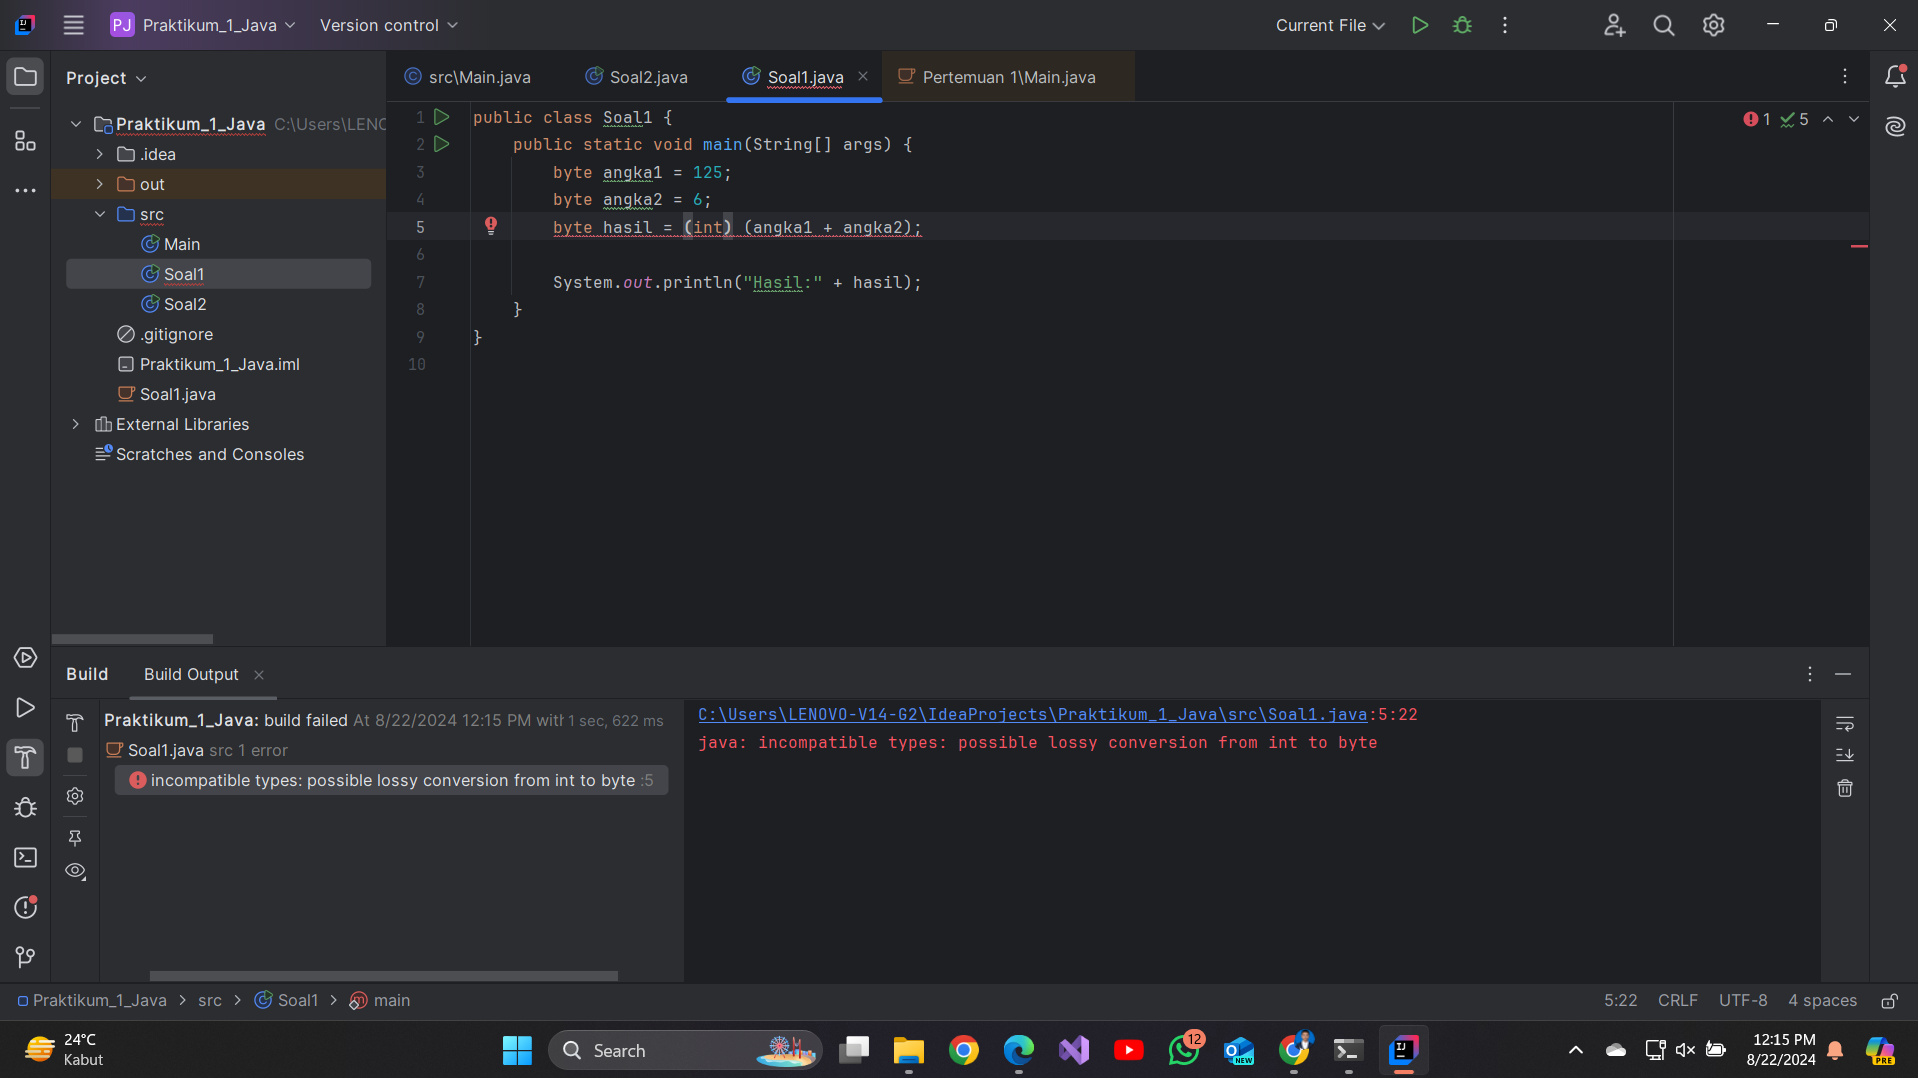 PJ Praktikum_1_Java Version control Current File
Project src\Main.java Soal2.java Soal1.java Pertemuan 1\Main.java
Praktikum_1_Java C:\Users\LENO
.idea
out
src
Main
Soal1
Soal2
.gitignore
Praktikum_1_Java.iml
Soal1.java
External Libraries
Scratches and Consoles
1 public class Soal1 {
2 public static void main(String[] args) {
3 byte angka1 = 125;
4 byte angka2 = 6;
5 byte hasil = (int) (angka1 + angka2);
6
7 System.out.println("Hasil:" + hasil);
8 }
9 }
10
1 5
Build Build Output
Praktikum_1_Java: build failed At 8/22/2024 12:15 PM with 1 sec, 622 ms
Soal1.java src 1 error
incompatible types: possible lossy conversion from int to byte :5
C:\Users\LENOVO-V14-G2\IdeaProjects\Praktikum_1_Java\src\Soal1.java:5:22
java: incompatible types: possible lossy conversion from int to byte
Praktikum_1_Java > src > Soal1 > main 5:22 CRLF UTF-8 4 spaces
24°C
Kabut
Search
12
NEW
12:15 PM
8/22/2024
PRE